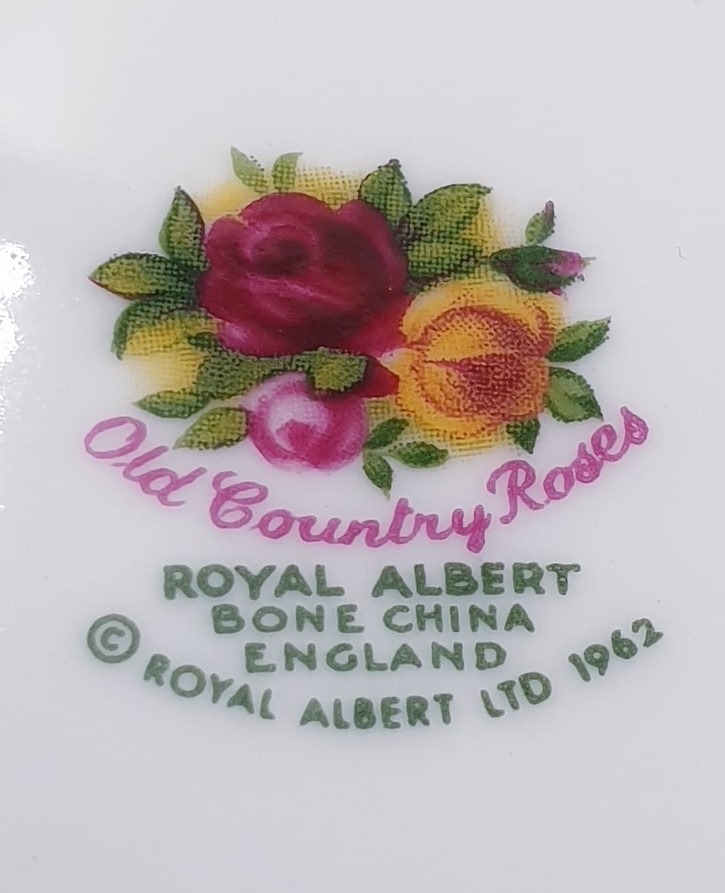 Old Country Roses
ROYAL ALBERT
BONE CHINA
ENGLAND
© ROYAL ALBERT LTD 1962